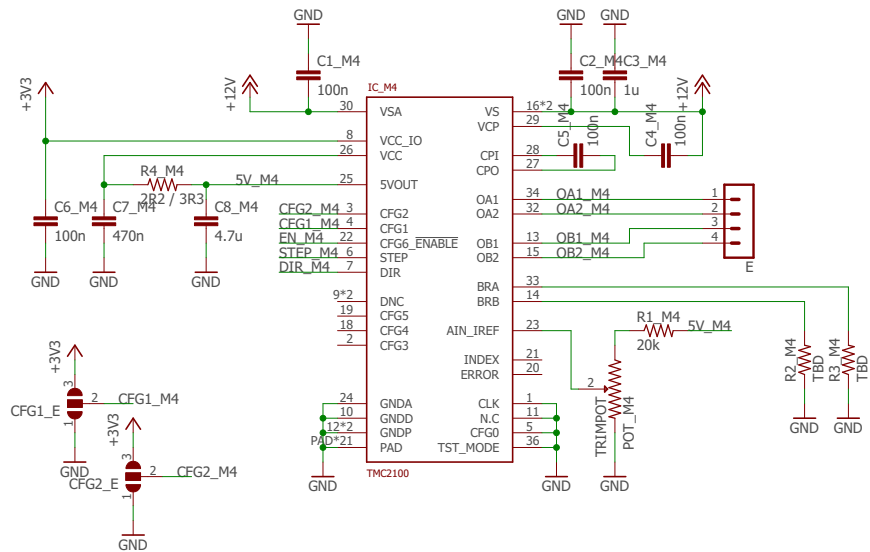 GND
GND
GND
C1_M4
100n
C2_M4
100n
C3_M4
1u
+3V3
+12V
+12V
IC_M4
30
VSA
VS
16*2
VCP
29
C5_M4
100n
C4_M4
100n
8
VCC_IO
26
VCC
CPI
28
CPO
27
R4_M4
2R2 / 3R3
5V_M4
25
5VOUT
C6_M4
100n
C7_M4
470n
C8_M4
4.7u
GND
GND
GND
CFG2_M4
3
CFG2
CFG1_M4
4
CFG1
EN_M4
22
CFG6_ENABLE
STEP_M4
6
STEP
DIR_M4
7
DIR
OA1
34
OA1_M4
1
OA2
32
OA2_M4
2
3
OB1
13
OB1_M4
4
OB2
15
OB2_M4
E
9*2
DNC
19
CFG5
18
CFG4
2
CFG3
BRA
33
BRB
14
AIN_IREF
23
R1_M4
20k
5V_M4
INDEX
21
ERROR
20
2
TRIMPOT
POT_M4
R2_M4
TBD
R3_M4
TBD
GND
GND
GND
24
GNDA
10
GNDD
12*2
GNDP
PAD*21
PAD
CLK
1
N.C
11
CFG0
5
TST_MODE
36
GND
GND
TMC2100
+3V3
3
2
CFG1_M4
CFG1_E
1
GND
+3V3
3
2
CFG2_M4
CFG2_E
1
GND